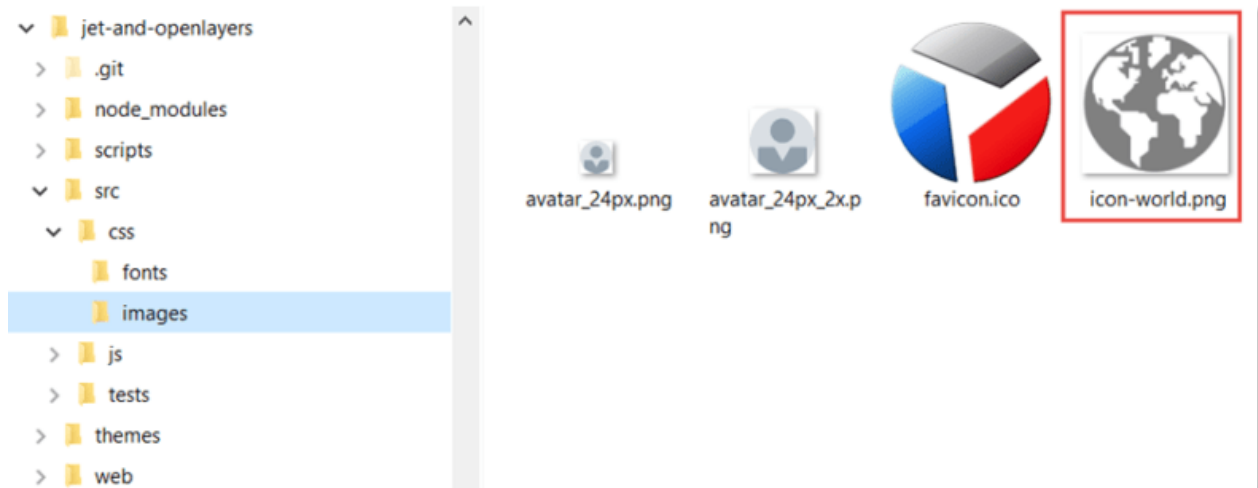 jet-and-openlayers
.git
node_modules
scripts
src
css
fonts
images
js
tests
themes
web
avatar_24px.png
avatar_24px_2x.p
ng
favicon.ico
icon-world.png